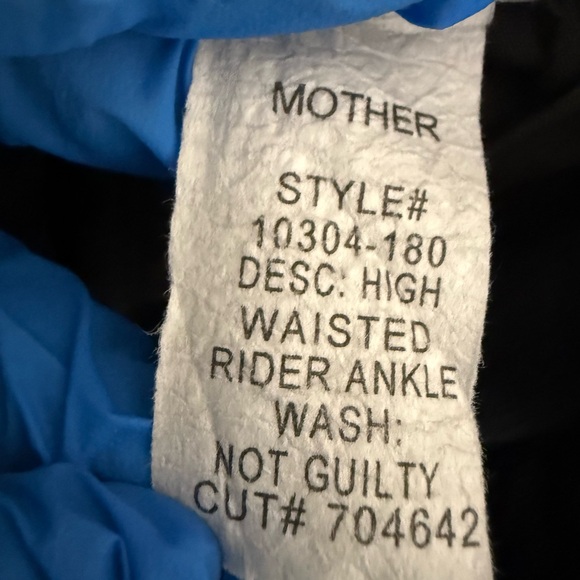 MOTHER
STYLE#
10304-180
DESC: HIGH
WAISTED
RIDER ANKLE
WASH:
NOT GUILTY
CUT# 704642